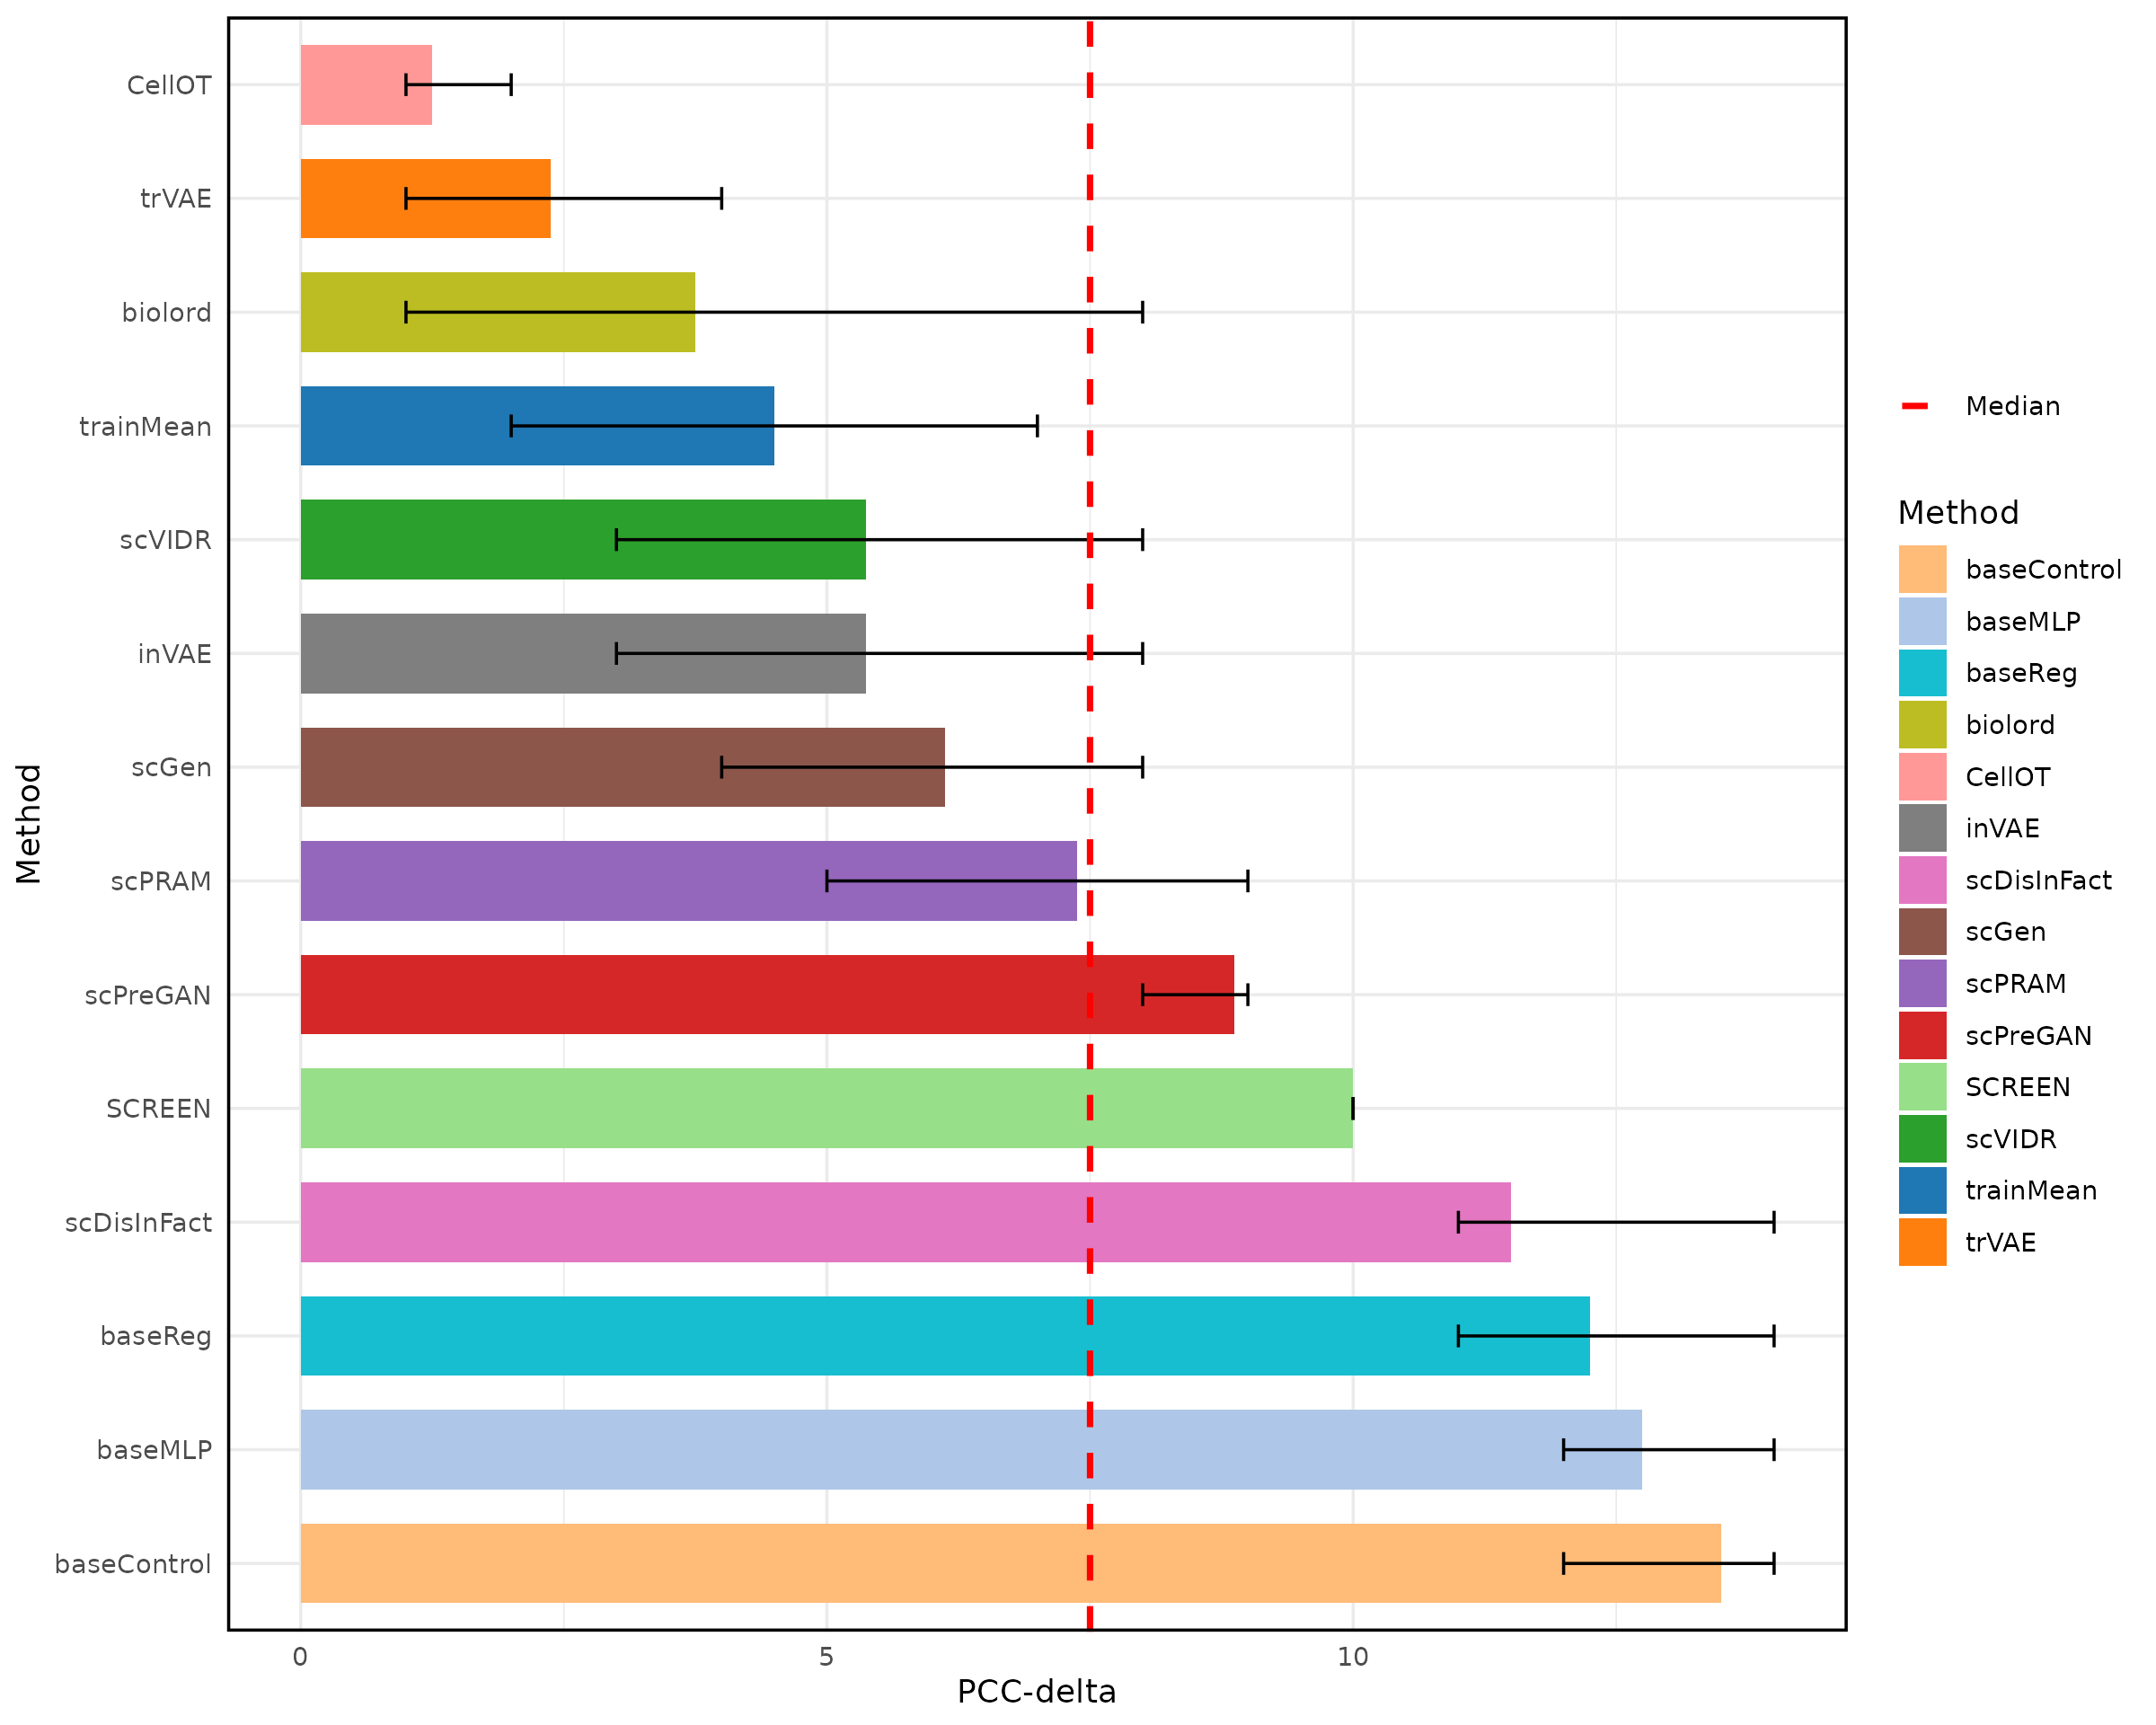 CellOT
trVAE
biolord
trainMean
scVIDR
inVAE
scGen
scPRAM
scPreGAN
SCREEN
scDisInFact
baseReg
baseMLP
baseControl
Method
0 5 10
PCC-delta
Median
Method
baseControl
baseMLP
baseReg
biolord
CellOT
inVAE
scDisInFact
scGen
scPRAM
scPreGAN
SCREEN
scVIDR
trainMean
trVAE